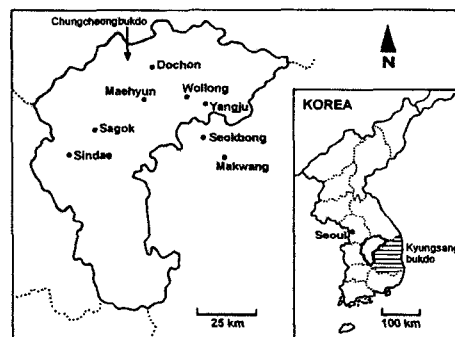 Chungcheongbukdo
Dochon
Maehyun
Wollong
Yangju
Sagok
Seokbong
Sindae
Makwang
25 km
N
KOREA
Seoul
Kyungsang
bukdo
100 km